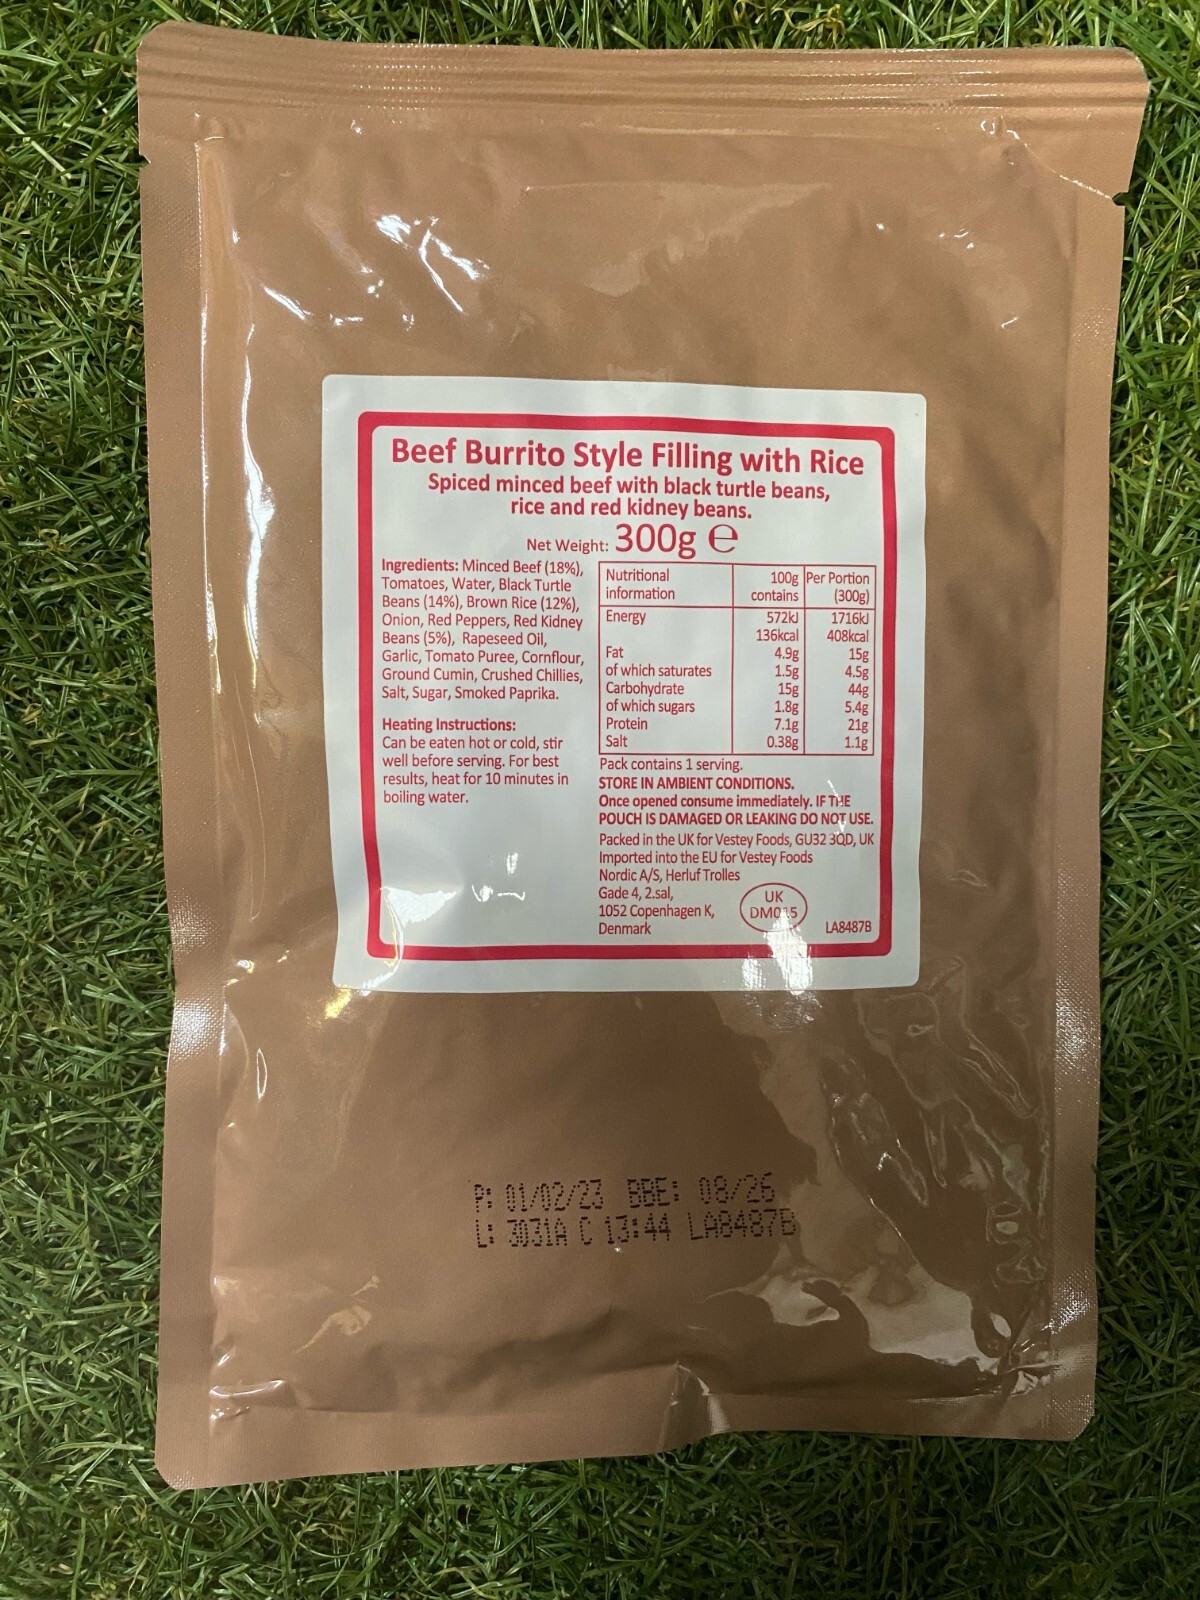 Beef Burrito Style Filling with Rice
Spiced minced beef with black turtle beans,
rice and red kidney beans.
Net Weight: 300g ℮
Ingredients: Minced Beef (18%),
Tomatoes, Water, Black Turtle
Beans (14%), Brown Rice (12%),
Onion, Red Peppers, Red Kidney
Beans (5%), Rapeseed Oil,
Garlic, Tomato Puree, Cornflour,
Ground Cumin, Crushed Chillies,
Salt, Sugar, Smoked Paprika.
Heating Instructions:
Can be eaten hot or cold, stir
well before serving. For best
results, heat for 10 minutes in
boiling water.
Nutritional information 100g contains Per Portion (300g)
Energy 572kJ 1716kJ
136kcal 408kcal
Fat 4.9g 15g
of which saturates 1.5g 4.5g
Carbohydrate 15g 44g
of which sugars 1.8g 5.4g
Protein 7.1g 21g
Salt 0.38g 1.1g
Pack contains 1 serving.
STORE IN AMBIENT CONDITIONS.
Once opened consume immediately. IF THE
POUCH IS DAMAGED OR LEAKING DO NOT USE.
Packed in the UK for Vestey Foods, GU32 3QD, UK
Imported into the EU for Vestey Foods
Nordic A/S, Herluf Trolles
Gade 4, 2.sal,
1052 Copenhagen K,
Denmark
UK
DM015
LA8487B
P: 01/02/23 BBE: 08/26
L: 3031A C 13:44 LA8487B